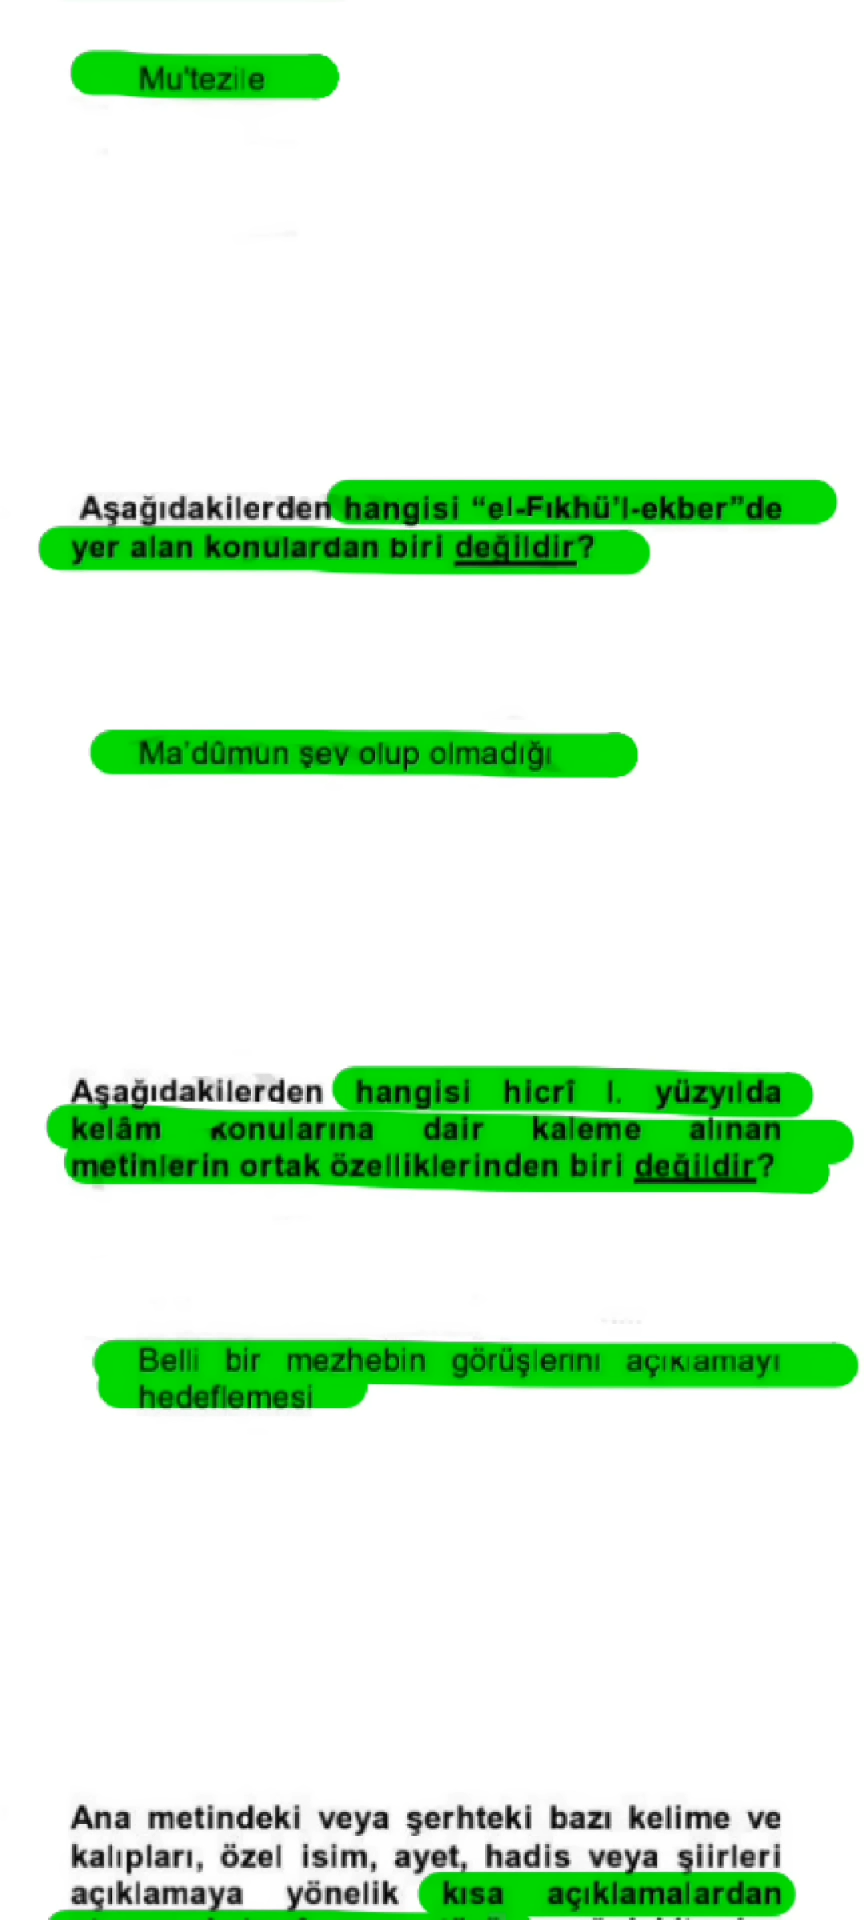 Mu'tezile
Aşağıdakilerden hangisi “el-Fıkhü’l-ekber”de
yer alan konulardan biri değildir?
Ma’dûmun şey olup olmadığı
Aşağıdakilerden hangisi hicrî I. yüzyılda
kelâm konularına dair kaleme alınan
metinlerin ortak özelliklerinden biri değildir?
Belli bir mezhebin görüşlerini açıklamayı
hedeflemesi
Ana metindeki veya şerhteki bazı kelime ve
kalıpları, özel isim, ayet, hadis veya şiirleri
açıklamaya yönelik kısa açıklamalardan